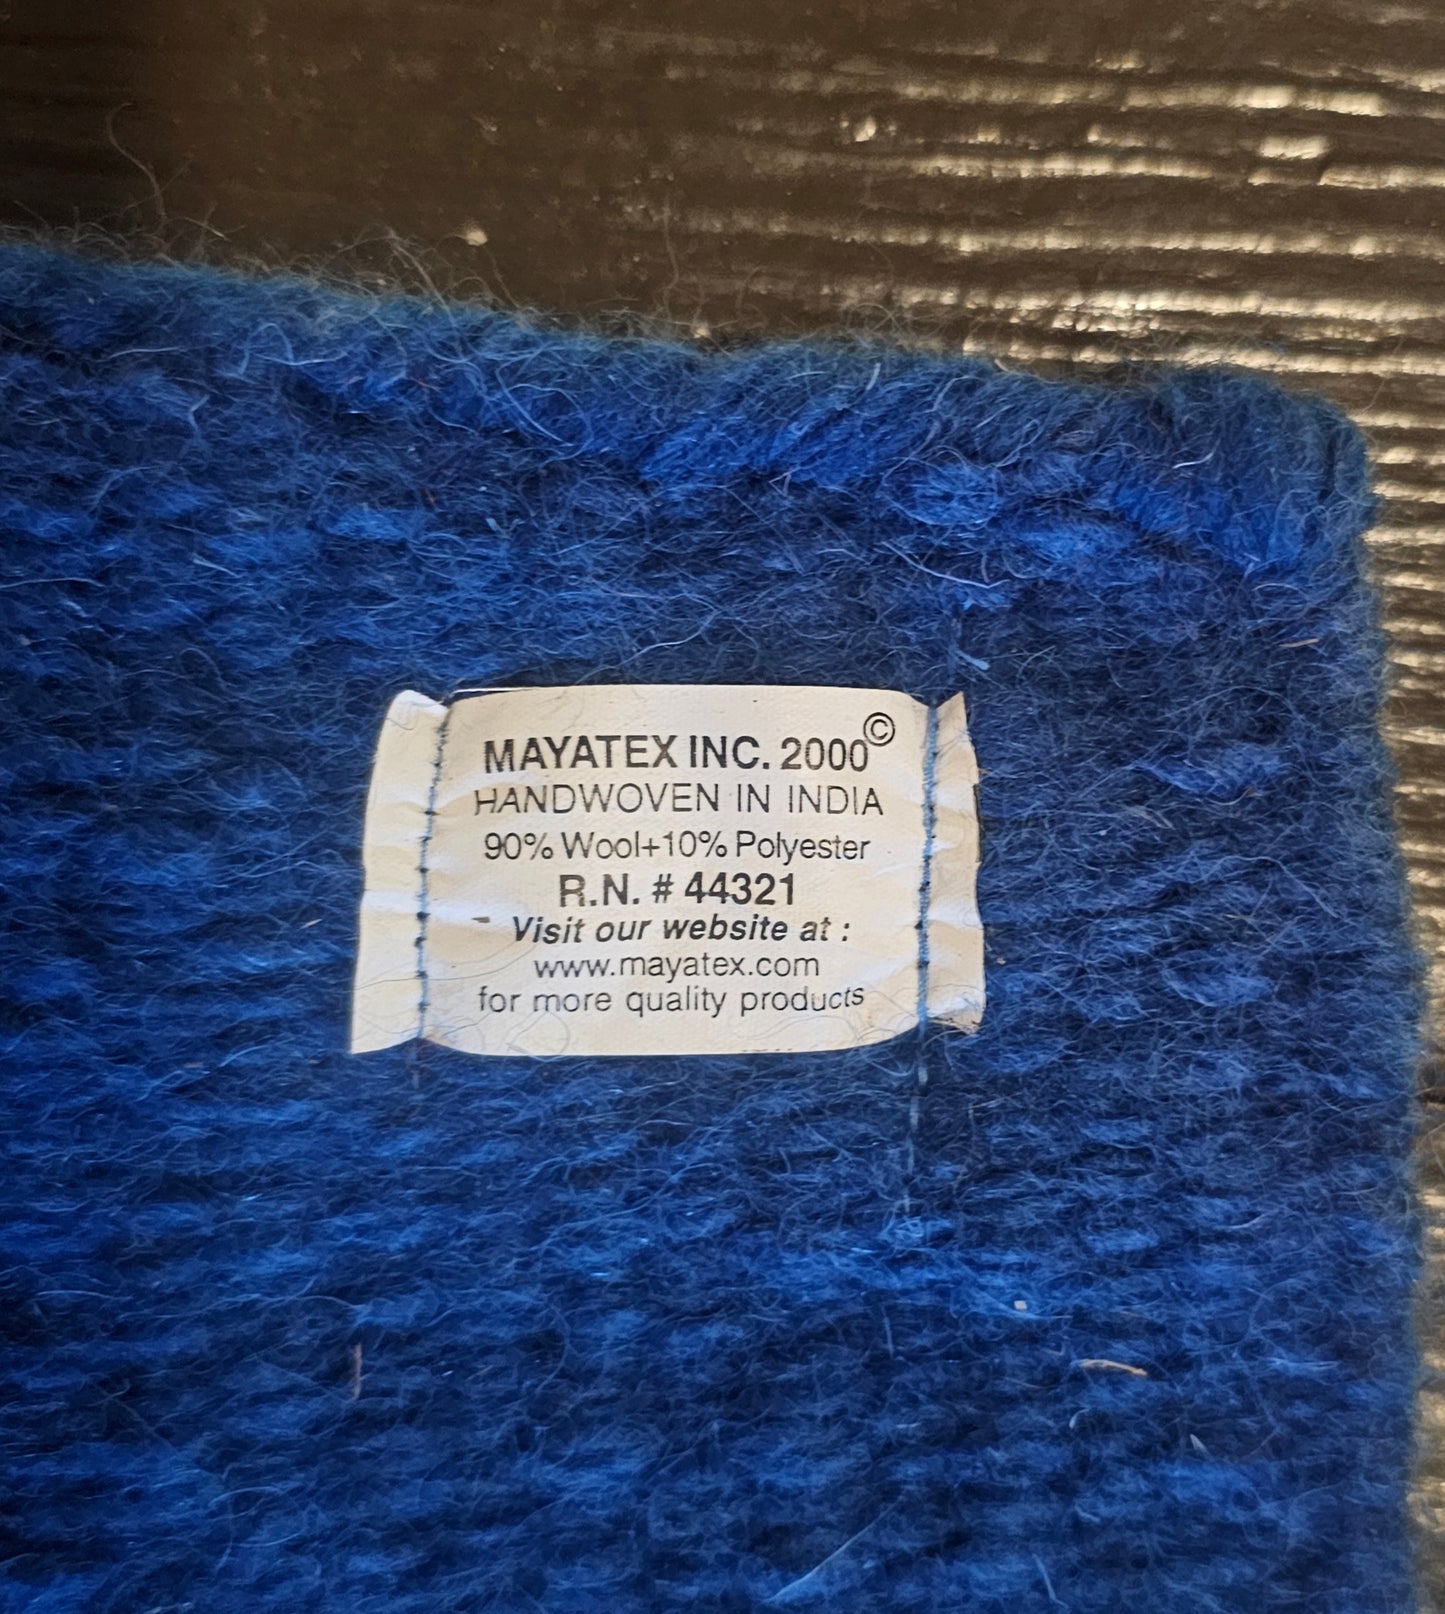 MAYATEX INC. 2000©
HANDWOVEN IN INDIA
90% Wool+10% Polyester
R.N. # 44321
Visit our website at :
www.mayatex.com
for more quality products